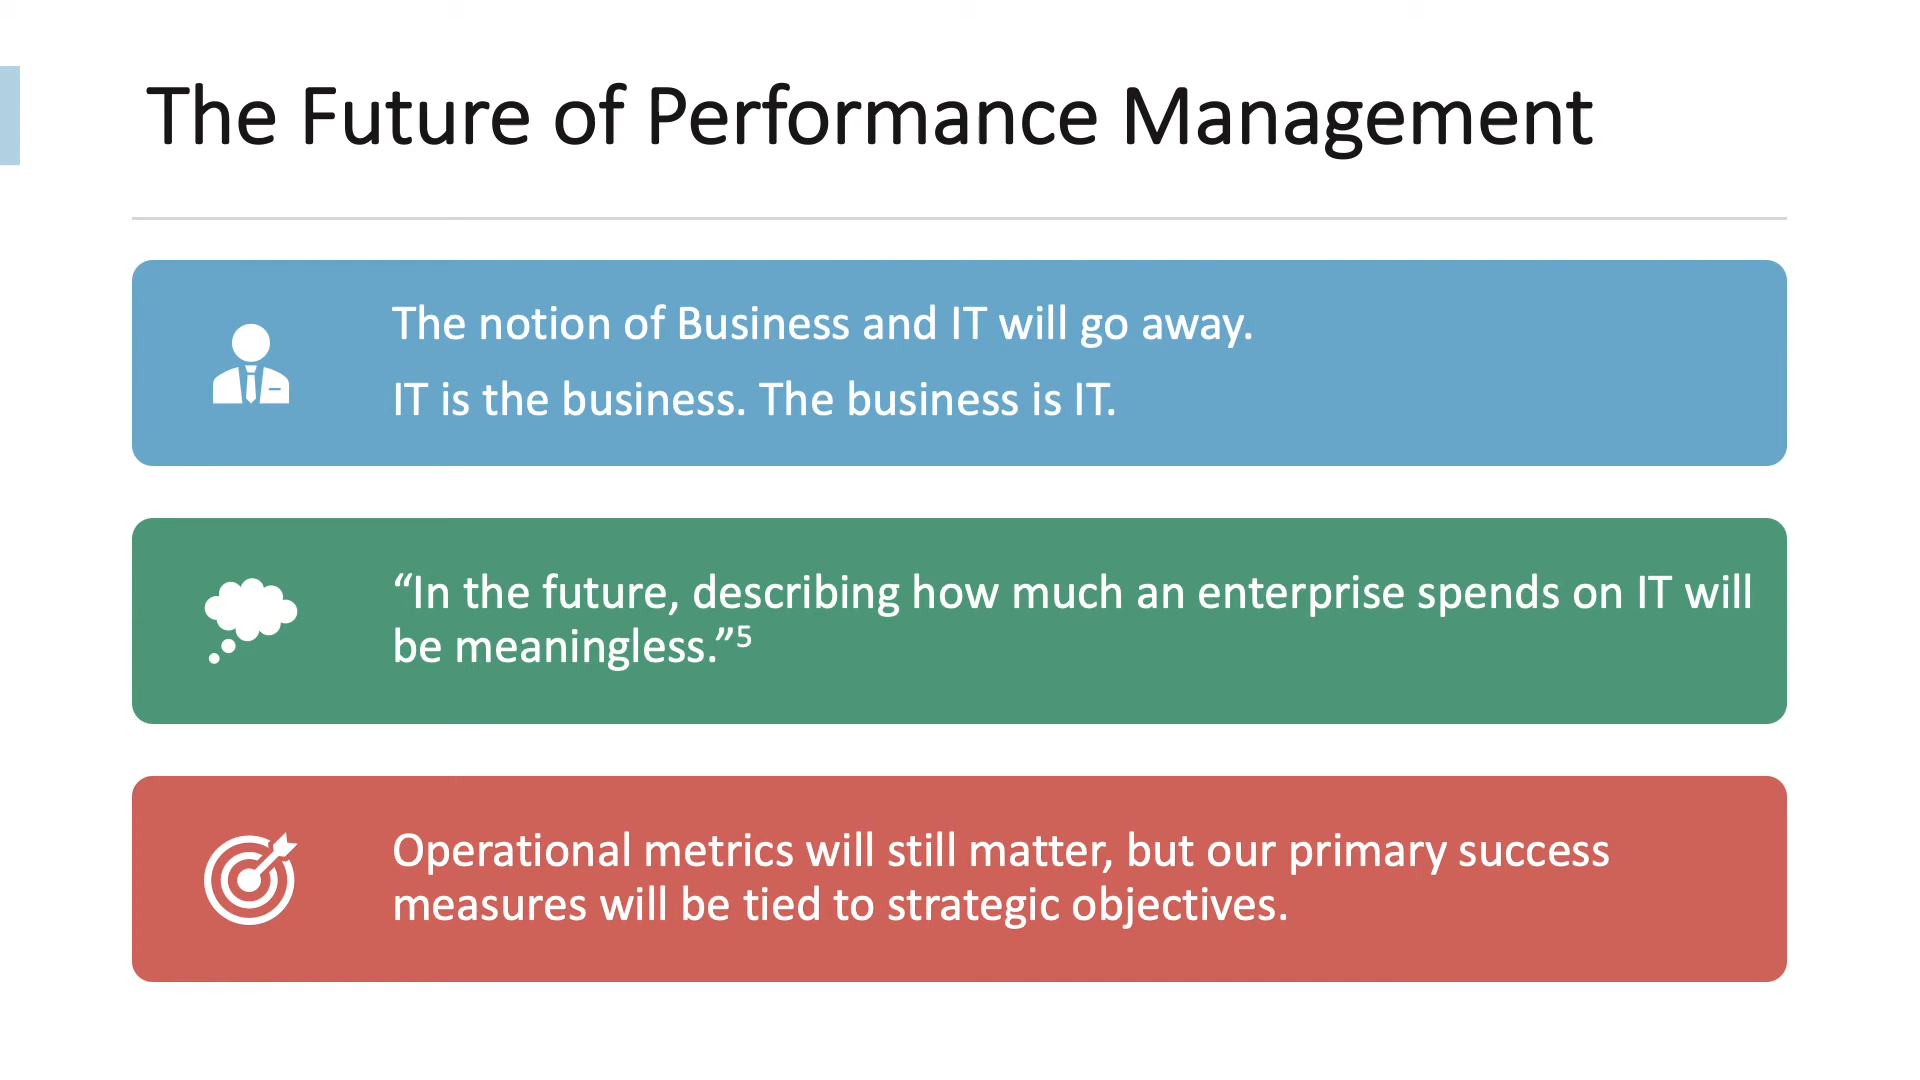 The Future of Performance Management
The notion of Business and IT will go away.
IT is the business. The business is IT.
“In the future, describing how much an enterprise spends on IT will
be meaningless.”⁵
Operational metrics will still matter, but our primary success
measures will be tied to strategic objectives.